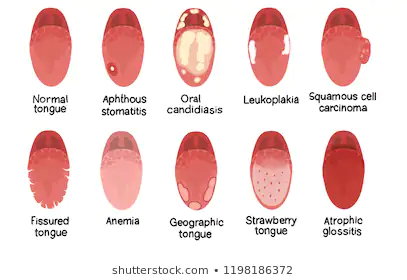 Normal tongue
Aphthous stomatitis
Oral candidiasis
Leukoplakia
Squamous cell carcinoma
Fissured tongue
Anemia
Geographic tongue
Strawberry tongue
Atrophic glossitis
shutterstock.com • 1198186372